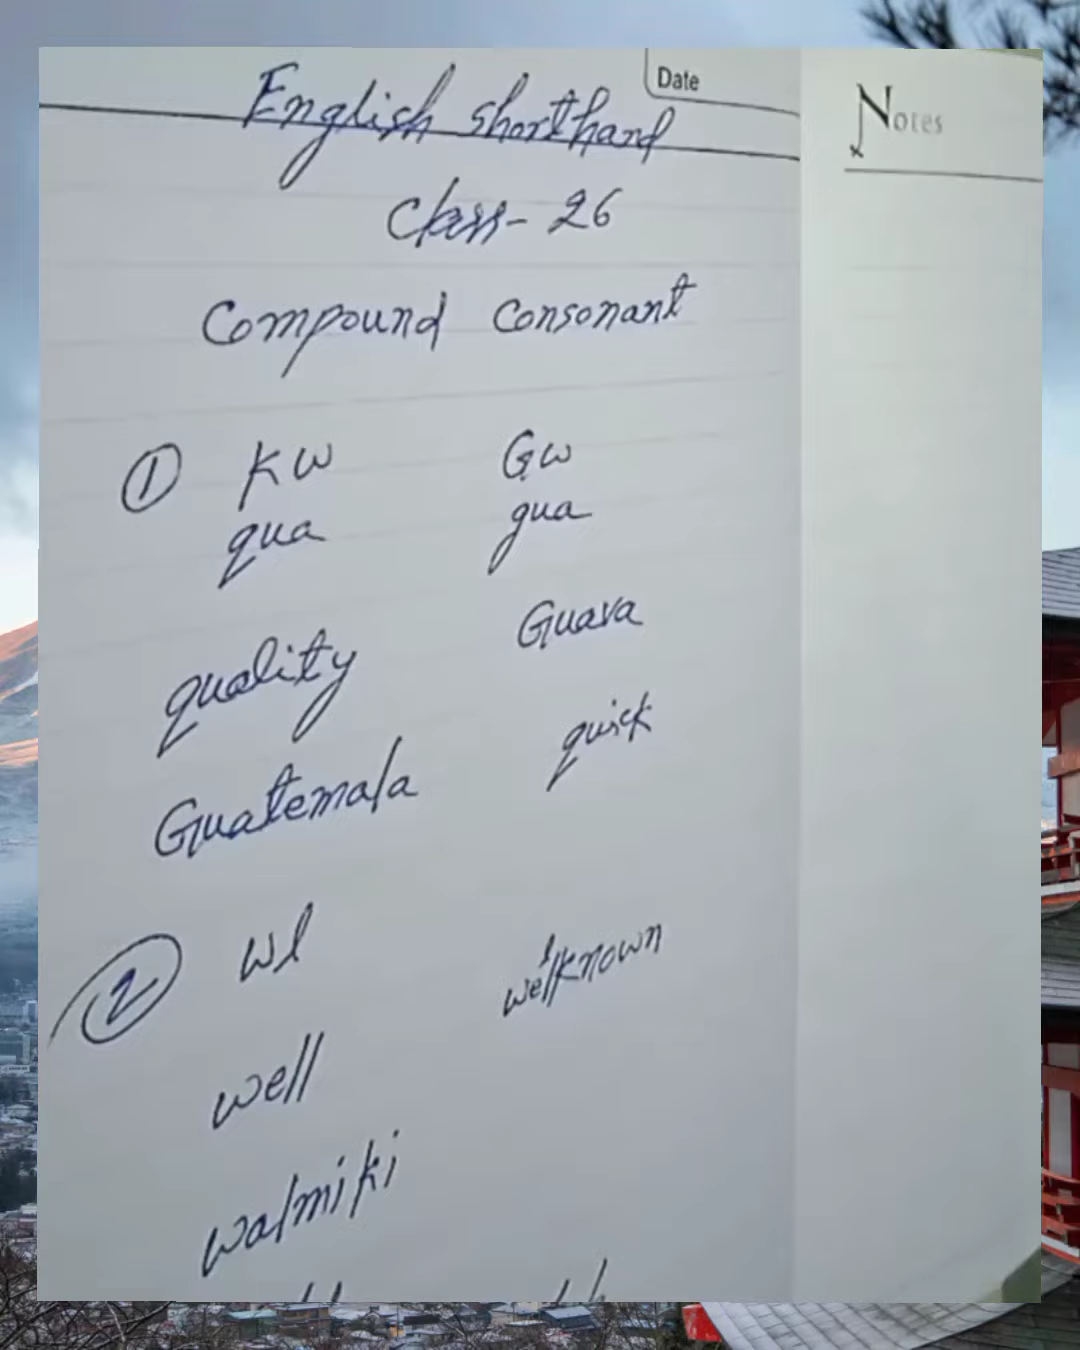 Date
Notes
English shorthand
Class- 26
Compound consonant
① KW GW
qua gua
quality Guava
Guatemala quick
② wl wellknown
well
walmiki